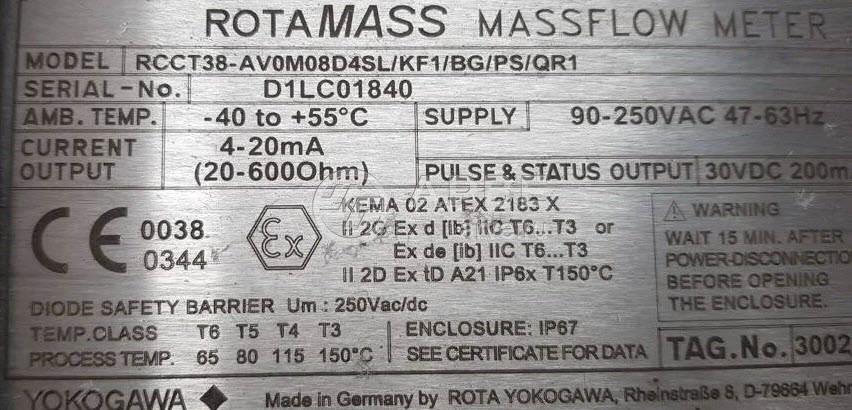 ROTAMASS MASSFLOW METER
MODEL RCCT38-AV0M08D4SL/KF1/BG/PS/QR1
SERIAL-No. D1LC01840
AMB. TEMP. -40 to +55°C SUPPLY 90-250VAC 47-63Hz
CURRENT OUTPUT 4-20mA (20-600Ohm) PULSE & STATUS OUTPUT 30VDC 200m
CE 0038 0344 Ex
KEMA 02 ATEX 2183 X
II 2G Ex d [ib] IIC T6...T3 or
Ex de [ib] IIC T6...T3
II 2D Ex tD A21 IP6x T150°C
WARNING
WAIT 15 MIN. AFTER
POWER-DISCONNECTIO
BEFORE OPENING
THE ENCLOSURE.
DIODE SAFETY BARRIER Um : 250Vac/dc
TEMP.CLASS T6 T5 T4 T3 ENCLOSURE: IP67
PROCESS TEMP. 65 80 115 150°C SEE CERTIFICATE FOR DATA
TAG.No. 3002
YOKOGAWA Made in Germany by ROTA YOKOGAWA, Rheinstraße 8, D-79664 Wehr